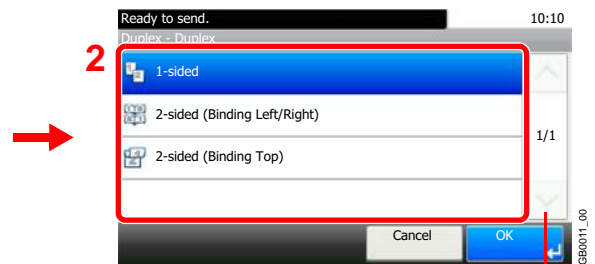 Ready to send.
10:10
Duplex - Duplex
2
1-sided
2-sided (Binding Left/Right)
1/1
2-sided (Binding Top)
Cancel
OK
GB0011_00